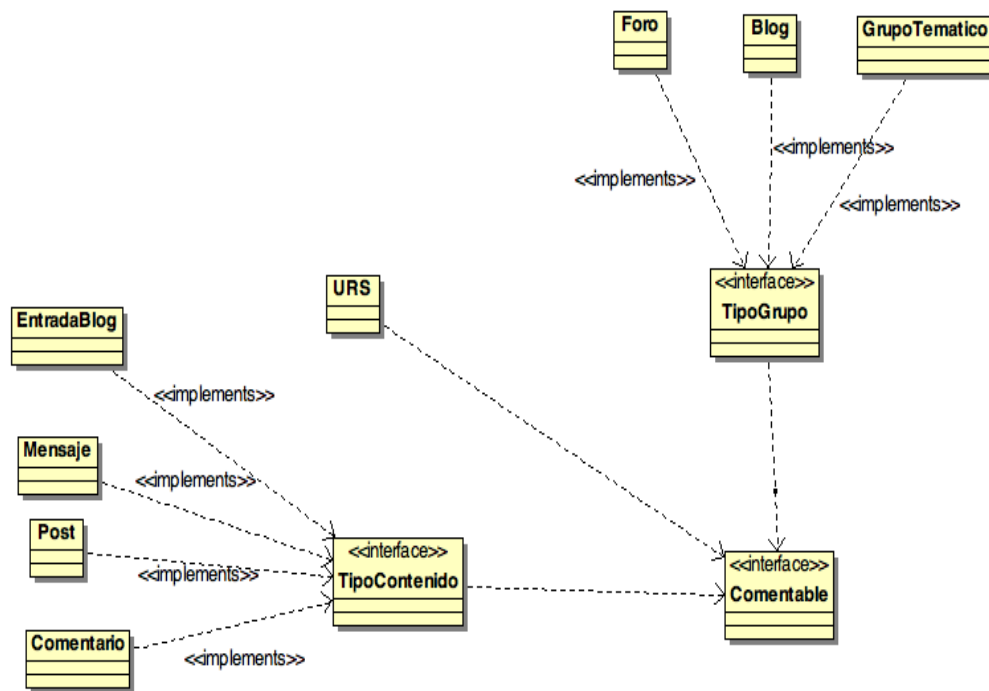 Foro
Blog
GrupoTematico
<<implements>>
<<implements>>
<<implements>>
<<interface>>
TipoGrupo
URS
EntradaBlog
<<implements>>
Mensaje
<<implements>>
Post
<<implements>>
<<interface>>
TipoContenido
<<interface>>
Comentable
Comentario
<<implements>>